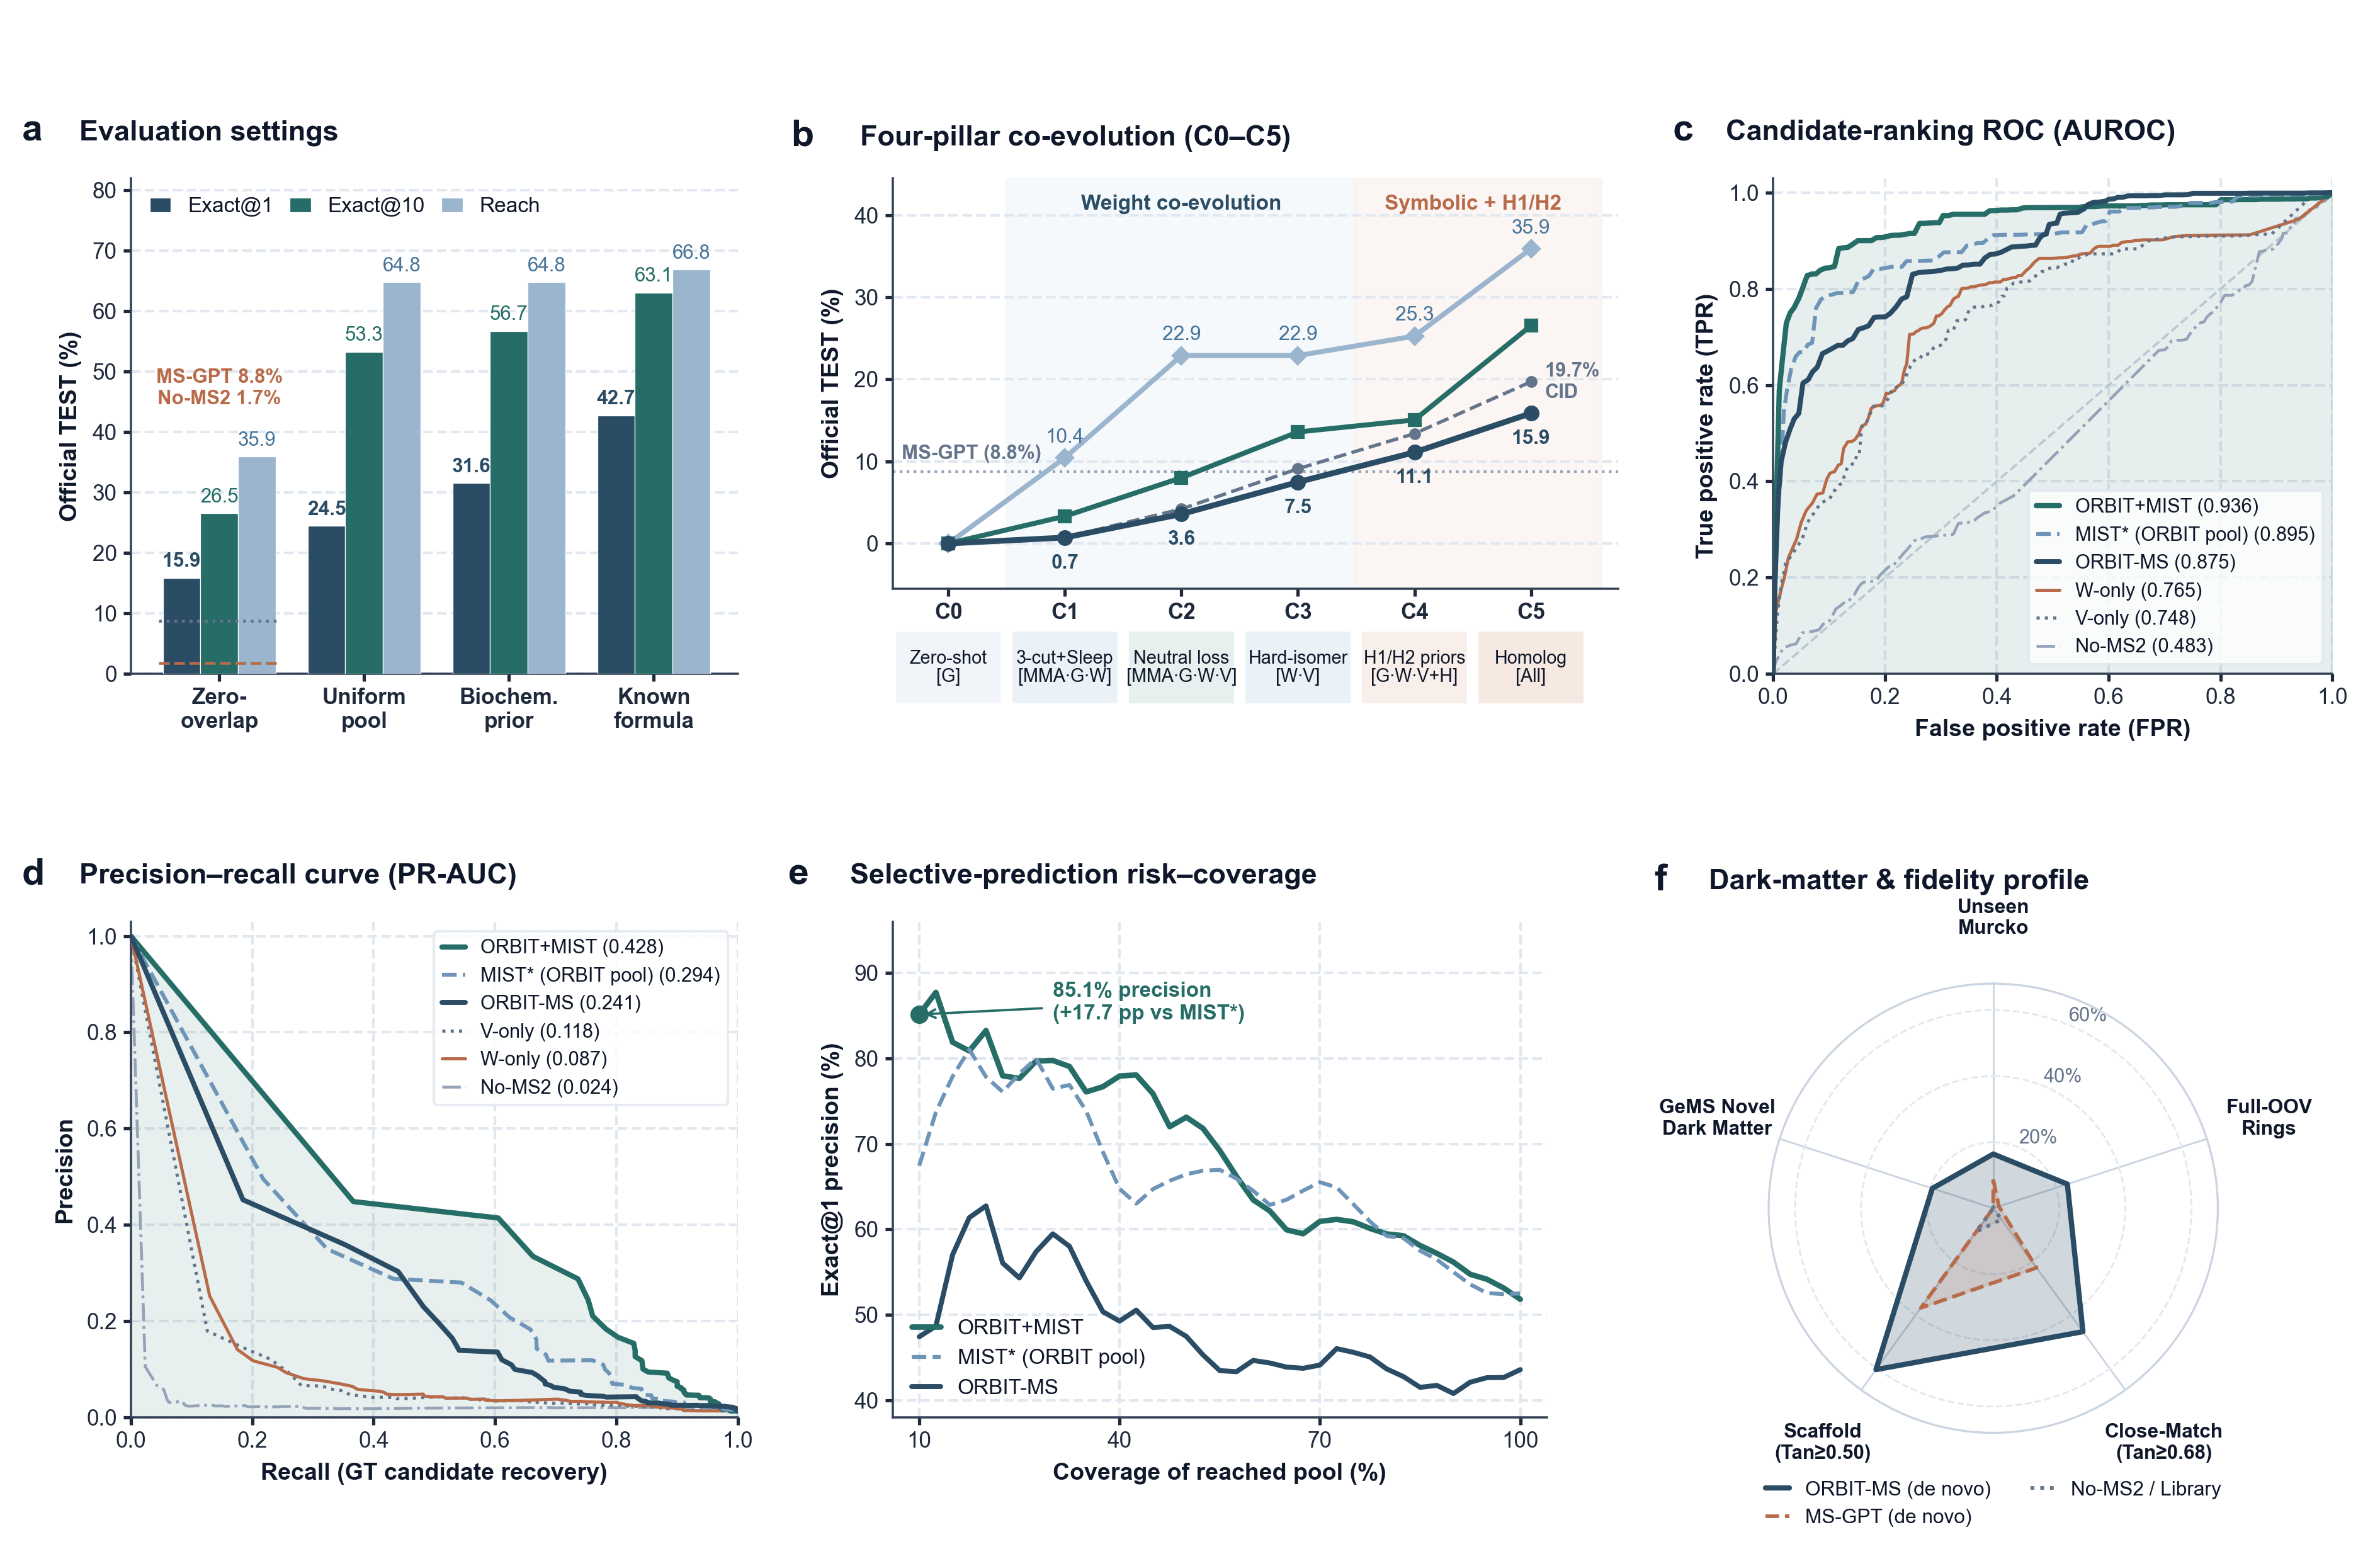 a Evaluation settings
Official TEST (%)
80
70
60
50
40
30
20
10
0
Exact@1 Exact@10 Reach
MS-GPT 8.8%
No-MS2 1.7%
15.9 26.5 35.9
24.5 53.3 64.8
31.6 56.7 64.8
42.7 63.1 66.8
Zero-
overlap
Uniform
pool
Biochem.
prior
Known
formula
b Four-pillar co-evolution (C0–C5)
Official TEST (%)
40
30
20
10
0
Weight co-evolution
Symbolic + H1/H2
MS-GPT (8.8%)
10.4
22.9
22.9
25.3
35.9
19.7%
CID
0.7
3.6
7.5
11.1
15.9
C0 C1 C2 C3 C4 C5
Zero-shot
[G]
3-cut+Sleep
[MMA·G·W]
Neutral loss
[MMA·G·W·V]
Hard-isomer
[W·V]
H1/H2 priors
[G·W·V+H]
Homolog
[All]
c Candidate-ranking ROC (AUROC)
True positive rate (TPR)
1.0
0.8
0.6
0.4
0.2
0.0
ORBIT+MIST (0.936)
MIST* (ORBIT pool) (0.895)
ORBIT-MS (0.875)
W-only (0.765)
V-only (0.748)
No-MS2 (0.483)
0.0 0.2 0.4 0.6 0.8 1.0
False positive rate (FPR)
d Precision–recall curve (PR-AUC)
Precision
1.0
0.8
0.6
0.4
0.2
0.0
ORBIT+MIST (0.428)
MIST* (ORBIT pool) (0.294)
ORBIT-MS (0.241)
V-only (0.118)
W-only (0.087)
No-MS2 (0.024)
0.0 0.2 0.4 0.6 0.8 1.0
Recall (GT candidate recovery)
e Selective-prediction risk–coverage
Exact@1 precision (%)
90
80
70
60
50
40
85.1% precision
(+17.7 pp vs MIST*)
ORBIT+MIST
MIST* (ORBIT pool)
ORBIT-MS
10 40 70 100
Coverage of reached pool (%)
f Dark-matter & fidelity profile
Unseen
Murcko
60%
40%
20%
GeMS Novel
Dark Matter
Full-OOV
Rings
Scaffold
(Tan≥0.50)
Close-Match
(Tan≥0.68)
ORBIT-MS (de novo)
MS-GPT (de novo)
No-MS2 / Library